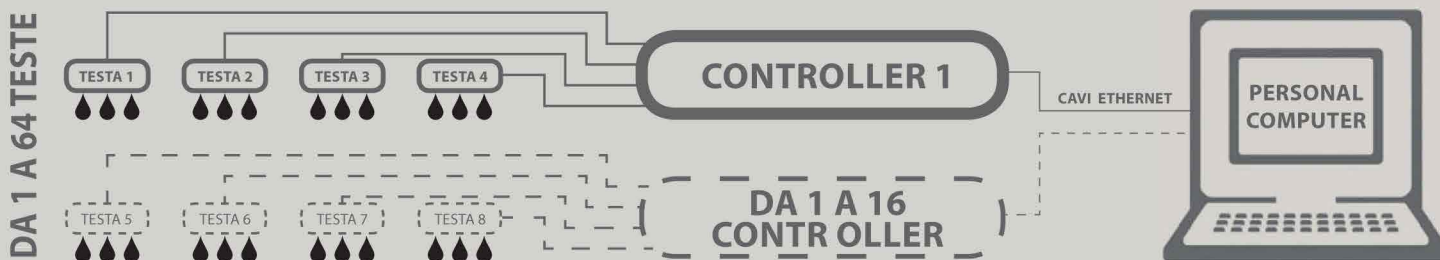 DA 1 A 64 TESTE
TESTA 1
TESTA 2
TESTA 3
TESTA 4
CONTROLLER 1
CAVI ETHERNET
PERSONAL
COMPUTER
TESTA 5
TESTA 6
TESTA 7
TESTA 8
DA 1 A 16
CONTR OLLER